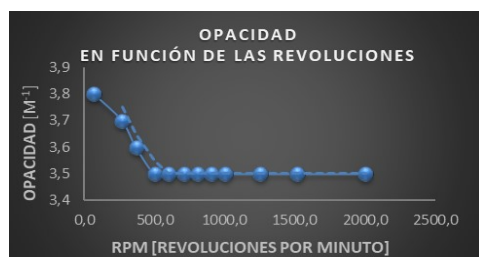 OPACIDAD
EN FUNCIÓN DE LAS REVOLUCIONES
3,9
3,8
3,7
3,6
3,5
3,4
OPACIDAD [M-1]
0,0 500,0 1000,0 1500,0 2000,0 2500,0
RPM [REVOLUCIONES POR MINUTO]